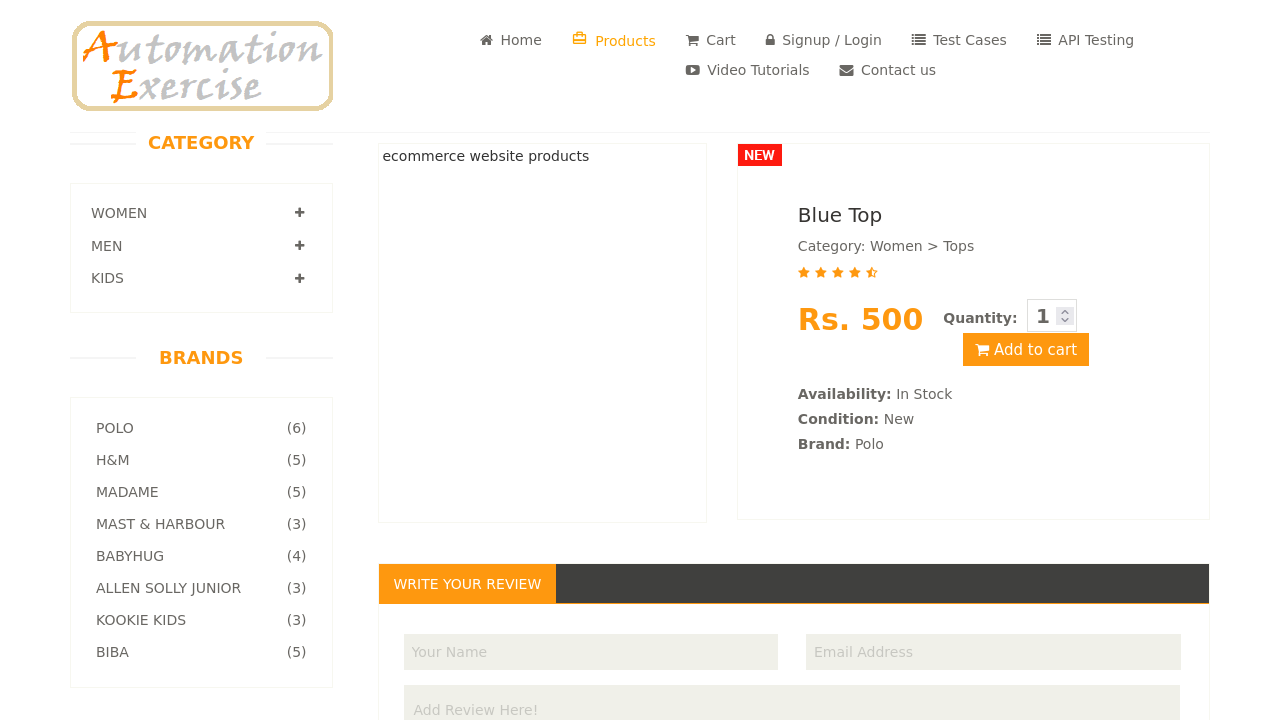 Automation
Exercise
Home
Products
Cart
Signup / Login
Test Cases
API Testing
Video Tutorials
Contact us
CATEGORY
WOMEN
MEN
KIDS
BRANDS
POLO (6)
H&M (5)
MADAME (5)
MAST & HARBOUR (3)
BABYHUG (4)
ALLEN SOLLY JUNIOR (3)
KOOKIE KIDS (3)
BIBA (5)
ecommerce website products
NEW
Blue Top
Category: Women > Tops
Rs. 500 Quantity: 1
Add to cart
Availability: In Stock
Condition: New
Brand: Polo
WRITE YOUR REVIEW
Your Name
Email Address
Add Review Here!